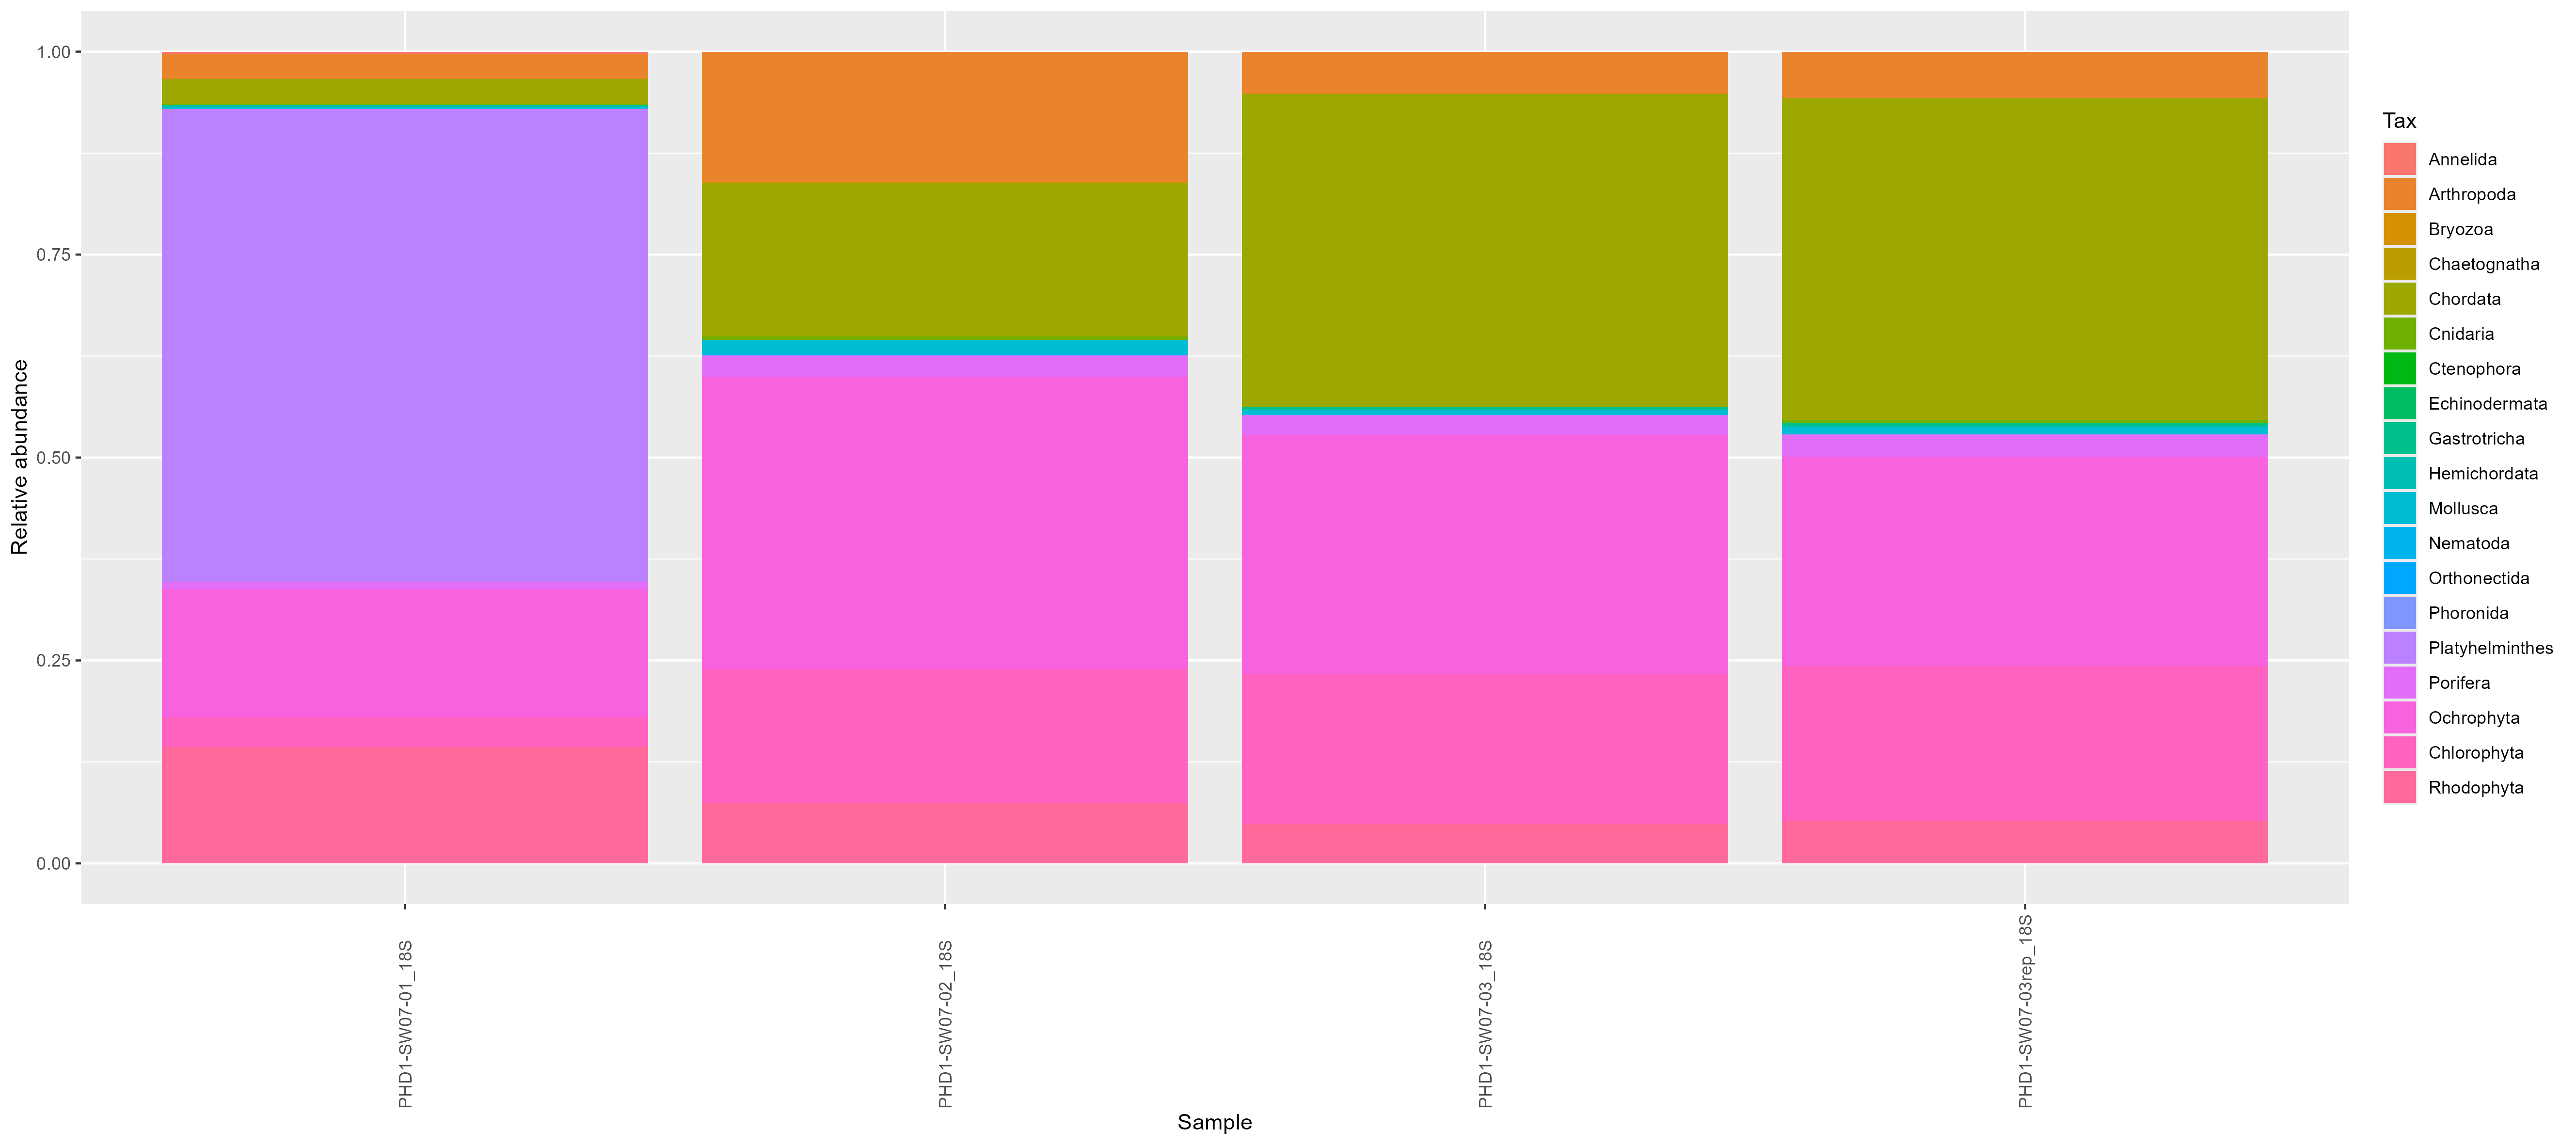 Relative abundance
1.00
0.75
0.50
0.25
0.00
PHD1-SW07-01_18S
PHD1-SW07-02_18S
PHD1-SW07-03_18S
PHD1-SW07-03rep_18S
Sample
Tax
Annelida
Arthropoda
Bryozoa
Chaetognatha
Chordata
Cnidaria
Ctenophora
Echinodermata
Gastrotricha
Hemichordata
Mollusca
Nematoda
Orthonectida
Phoronida
Platyhelminthes
Porifera
Ochrophyta
Chlorophyta
Rhodophyta